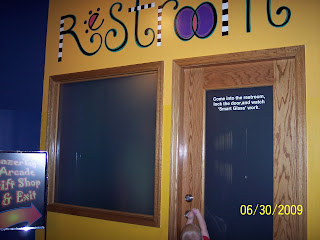 Restroom
Come into the restroom,
lock the door, and watch
'Smart Glass' work.
Arcade
Gift Shop
& Exit
06/30/2009